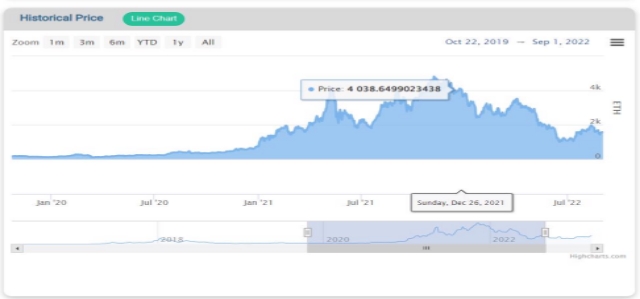 Historical Price Line Chart
Zoom 1m 3m 6m YTD 1y All Oct 22, 2019 → Sep 1, 2022
Price: 4 038.6499023438
4k
ETH
2k
0
Jan '20 Jul '20 Jan '21 Jul '21 Sunday, Dec 26, 2021 Jul '22
2018 2020 2022
Highcharts.com